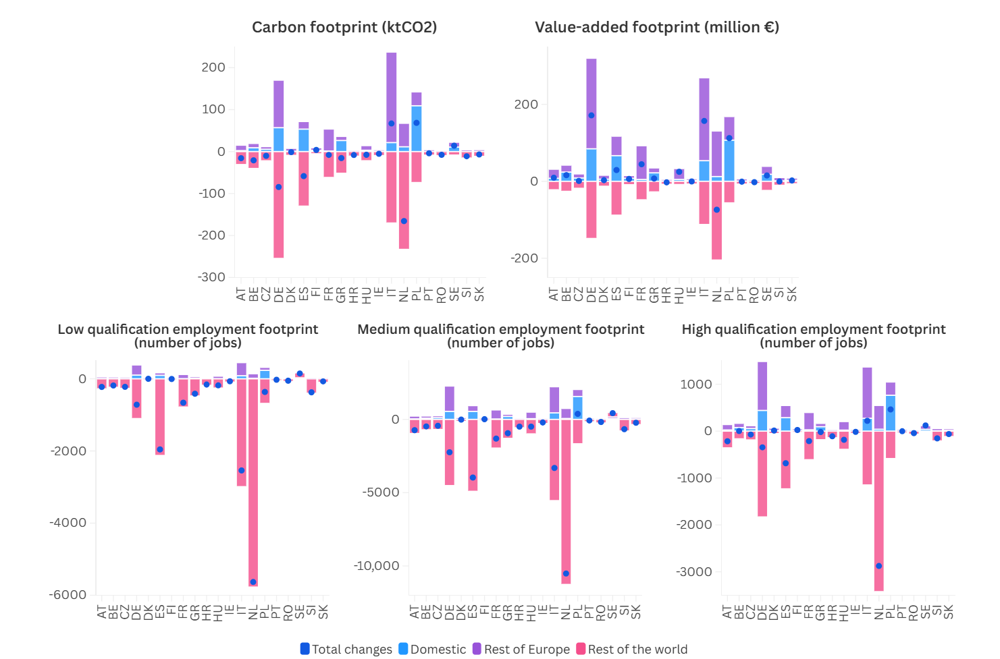 Carbon footprint (ktCO2)
200
100
0
-100
-200
-300
AT BE CZ DE DK ES FI FR GR HR HU IE IT NL PL PT RO SE SI SK
Value-added footprint (million €)
200
0
-200
AT BE CZ DE DK ES FI FR GR HR HU IE IT NL PL PT RO SE SI SK
Low qualification employment footprint
(number of jobs)
0
-2000
-4000
-6000
AT BE CZ DE DK ES FI FR GR HR HU IE IT NL PL PT RO SE SI SK
Medium qualification employment footprint
(number of jobs)
0
-5000
-10,000
AT BE CZ DE DK ES FI FR GR HR HU IE IT NL PL PT RO SE SI SK
High qualification employment footprint
(number of jobs)
1000
0
-1000
-2000
-3000
AT BE CZ DE DK ES FI FR GR HR HU IE IT NL PL PT RO SE SI SK
Total changes Domestic Rest of Europe Rest of the world